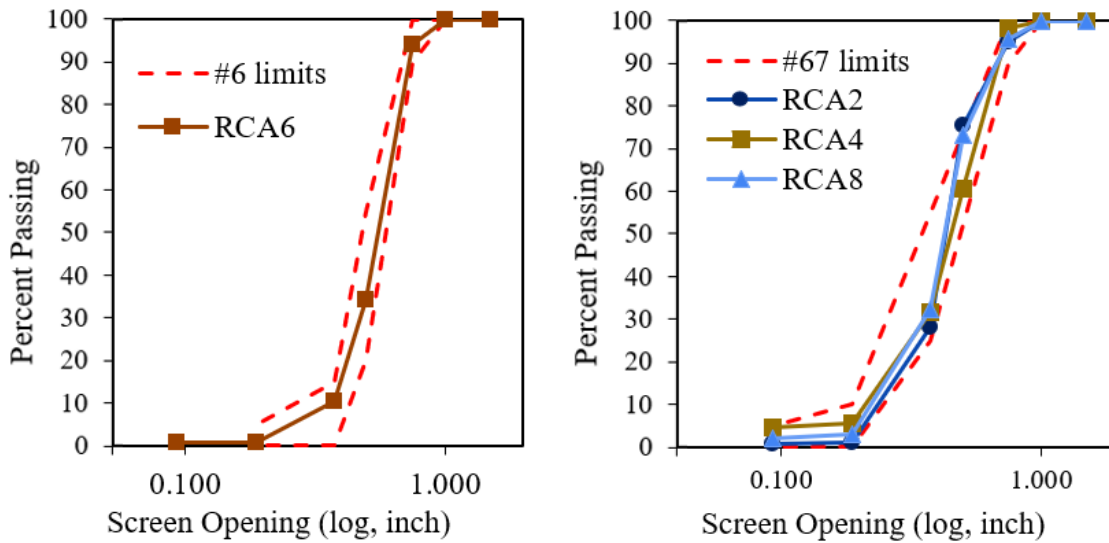 100
90
80
70
60
50
40
30
20
10
0
Percent Passing
#6 limits
RCA6
0.100 1.000
Screen Opening (log, inch)
100
90
80
70
60
50
40
30
20
10
0
Percent Passing
#67 limits
RCA2
RCA4
RCA8
0.100 1.000
Screen Opening (log, inch)